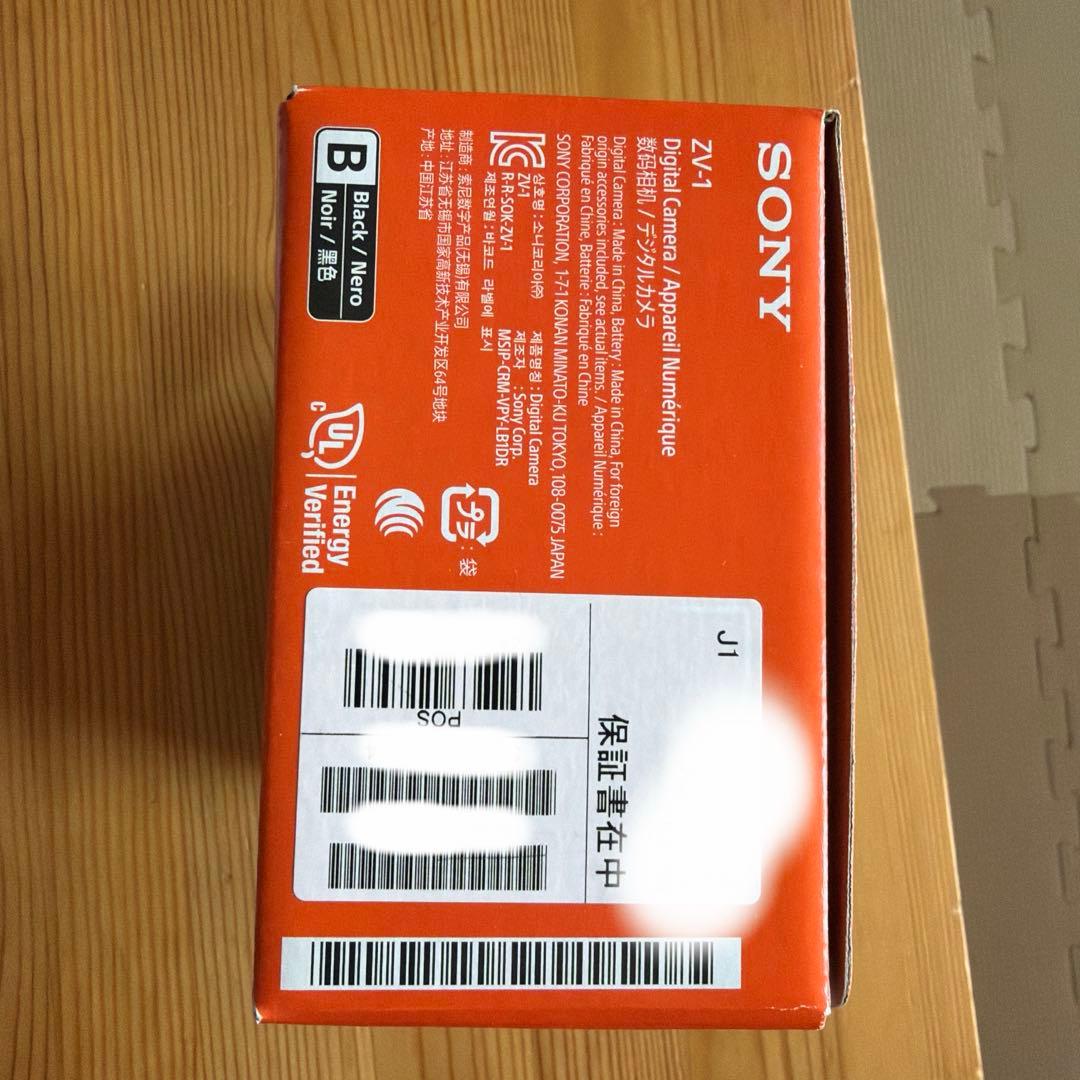 SONY
ZV-1
Digital Camera / Appareil Numérique
数码相机 / デジタルカメラ
Digital Camera : Made in China, Battery : Made in China, For foreign
origin accessories included, see actual items. / Appareil Numérique :
Fabriqué en Chine, Batterie : Fabriqué en Chine
SONY CORPORATION, 1-7-1 KONAN MINATO-KU TOKYO, 108-0075 JAPAN
상호명 : 소니코리아㈜
ZV-1
R-R-SOK-ZV-1
제조연월 : 바코드 라벨에 표시
제품명칭 : Digital Camera
제조자 : Sony Corp.
MSIP-CRM-VPY-LB1DR
制造商 : 索尼数字产品(无锡)有限公司
地址 : 江苏省无锡市国家高新技术产业开发区64号地块
产地 : 中国江苏省
B
Black / Nero
Noir / 黑色
プラ : 袋
C UL Energy
Verified
J1
保証書在中
POS